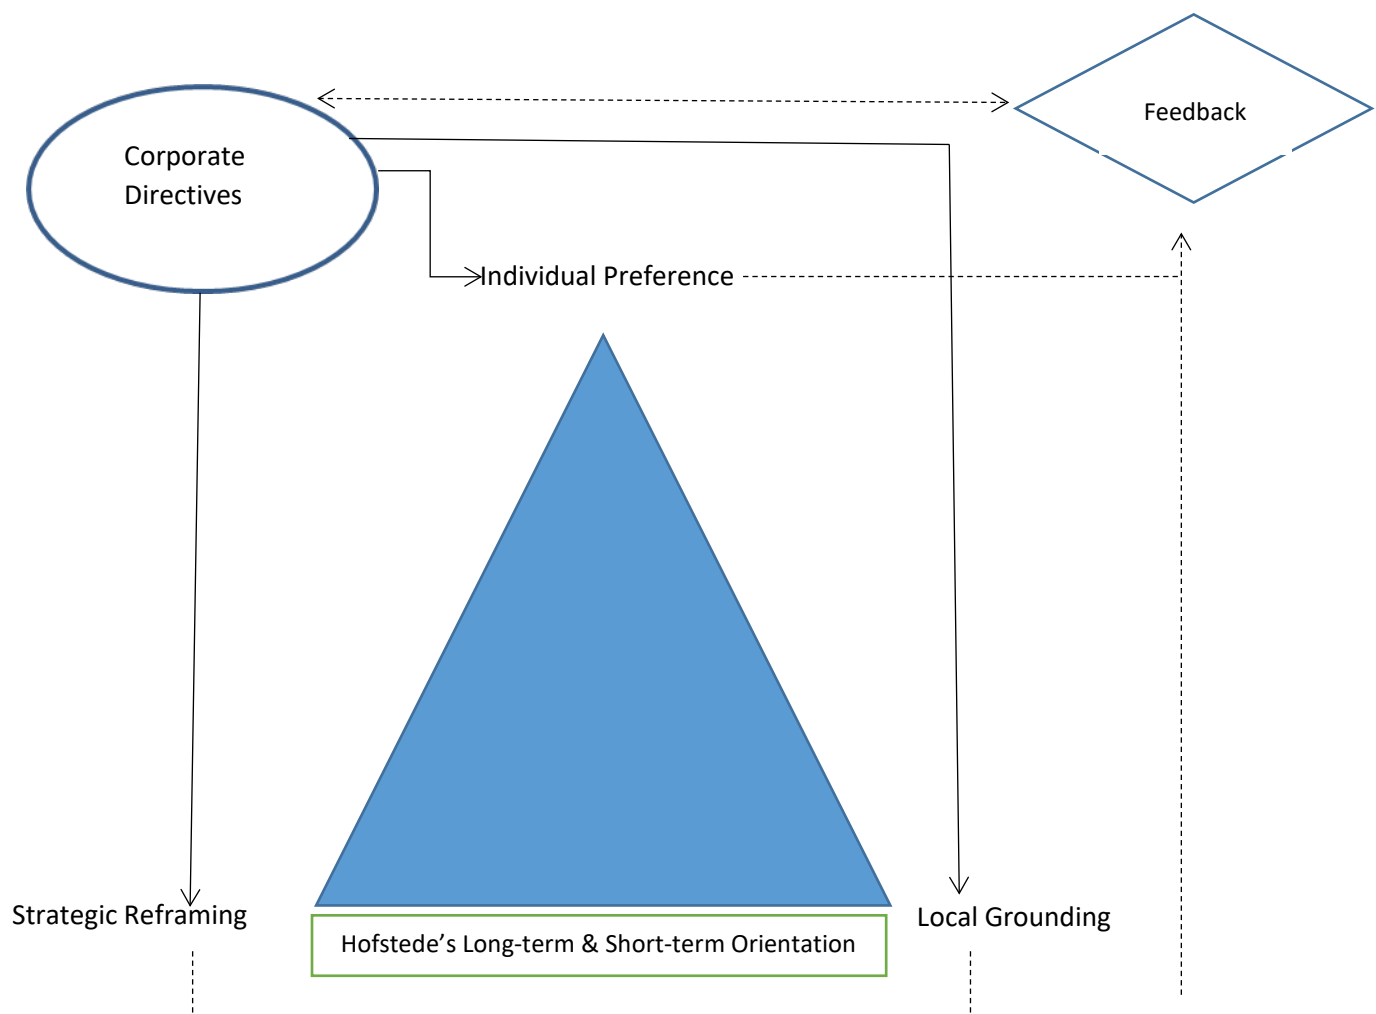 Feedback
Corporate
Directives
Individual Preference
Strategic Reframing
Local Grounding
Hofstede’s Long-term & Short-term Orientation